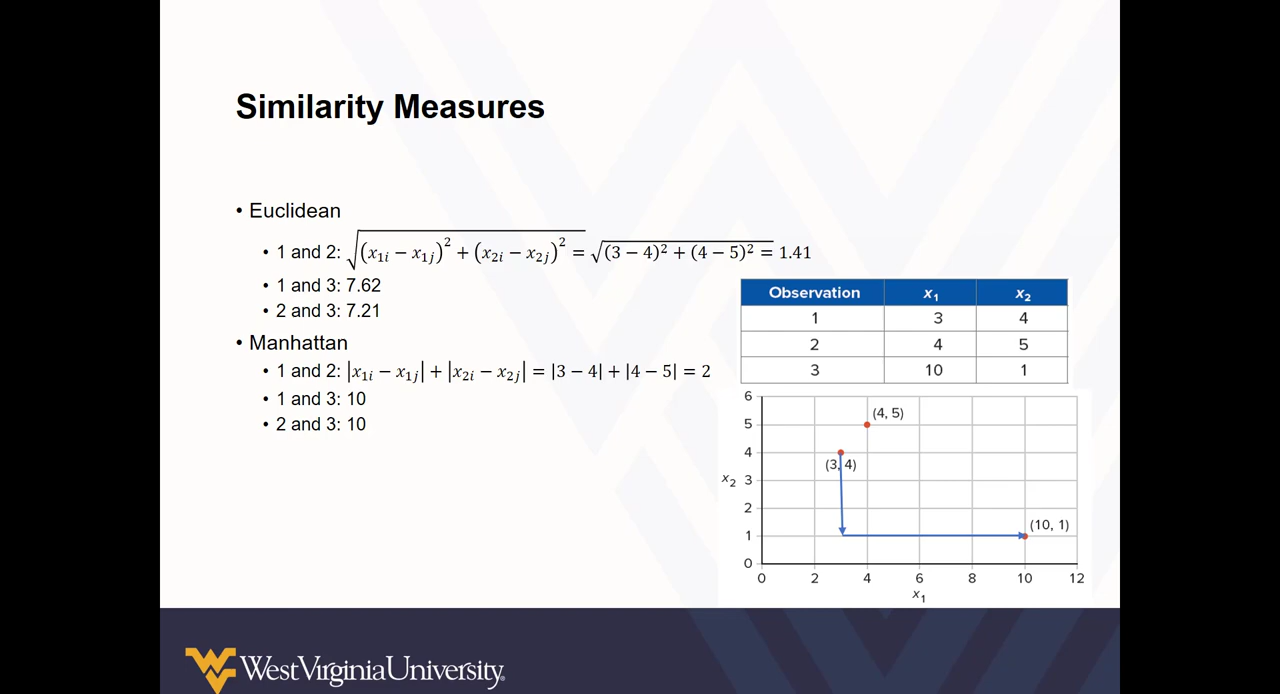 Similarity Measures
• Euclidean
• 1 and 2: √(x₁ᵢ − x₁ⱼ)² + (x₂ᵢ − x₂ⱼ)² = √(3 − 4)² + (4 − 5)² = 1.41
• 1 and 3: 7.62
• 2 and 3: 7.21
• Manhattan
• 1 and 2: |x₁ᵢ − x₁ⱼ| + |x₂ᵢ − x₂ⱼ| = |3 − 4| + |4 − 5| = 2
• 1 and 3: 10
• 2 and 3: 10
Observation x₁ x₂
1 3 4
2 4 5
3 10 1
6
5
4
x₂ 3
2
1
0
(4, 5)
(3, 4)
(10, 1)
0 2 4 6 8 10 12
x₁
WestVirginiaUniversity®